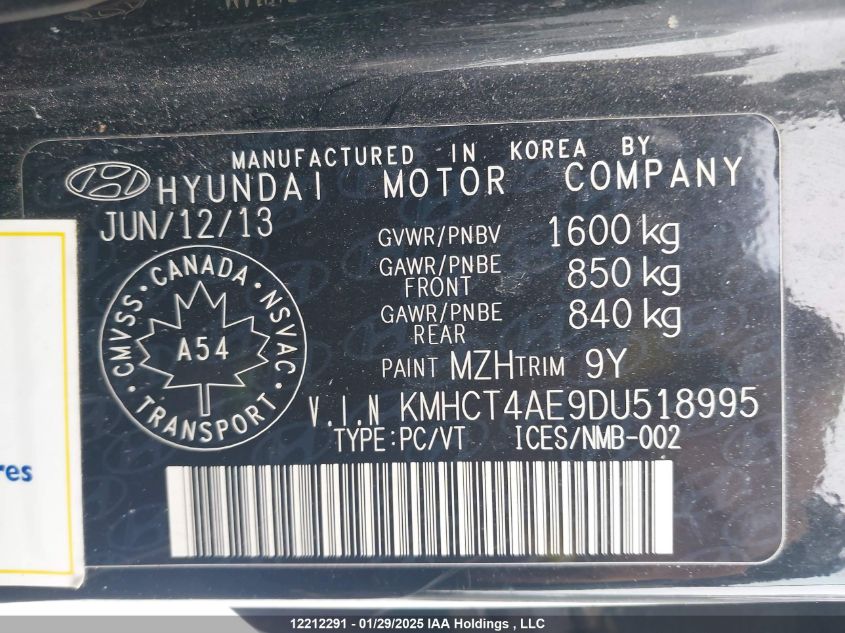 MANUFACTURED IN KOREA BY
HYUNDAI MOTOR COMPANY
JUN/12/13
GVWR/PNBV 1600 kg
GAWR/PNBE FRONT 850 kg
GAWR/PNBE REAR 840 kg
PAINT MZH TRIM 9Y
CMVSS • CANADA • NSVAC • TRANSPORT •
A54
V.I.N KMHCT4AE9DU518995
TYPE:PC/VT ICES/NMB-002
res
12212291 - 01/29/2025 IAA Holdings , LLC